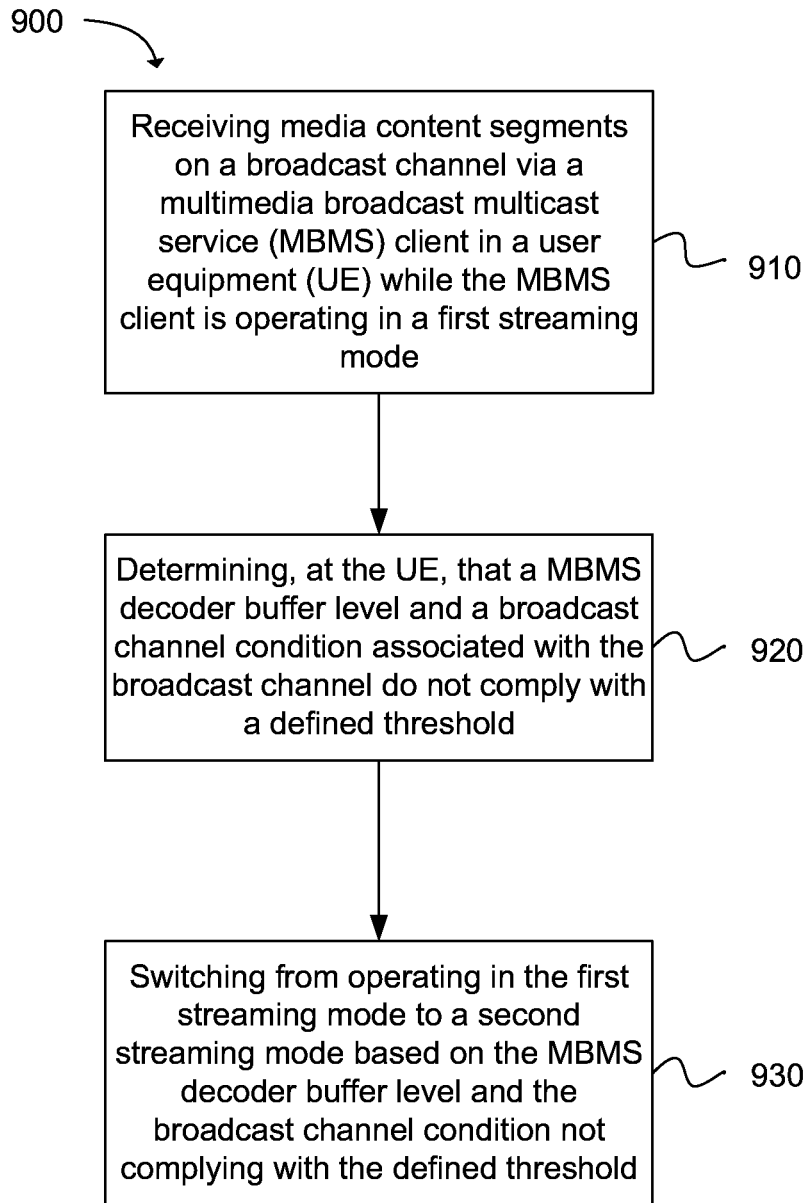 900
Receiving media content segments
on a broadcast channel via a
multimedia broadcast multicast
service (MBMS) client in a user
equipment (UE) while the MBMS
client is operating in a first streaming
mode
910
Determining, at the UE, that a MBMS
decoder buffer level and a broadcast
channel condition associated with the
broadcast channel do not comply with
a defined threshold
920
Switching from operating in the first
streaming mode to a second
streaming mode based on the MBMS
decoder buffer level and the
broadcast channel condition not
complying with the defined threshold
930